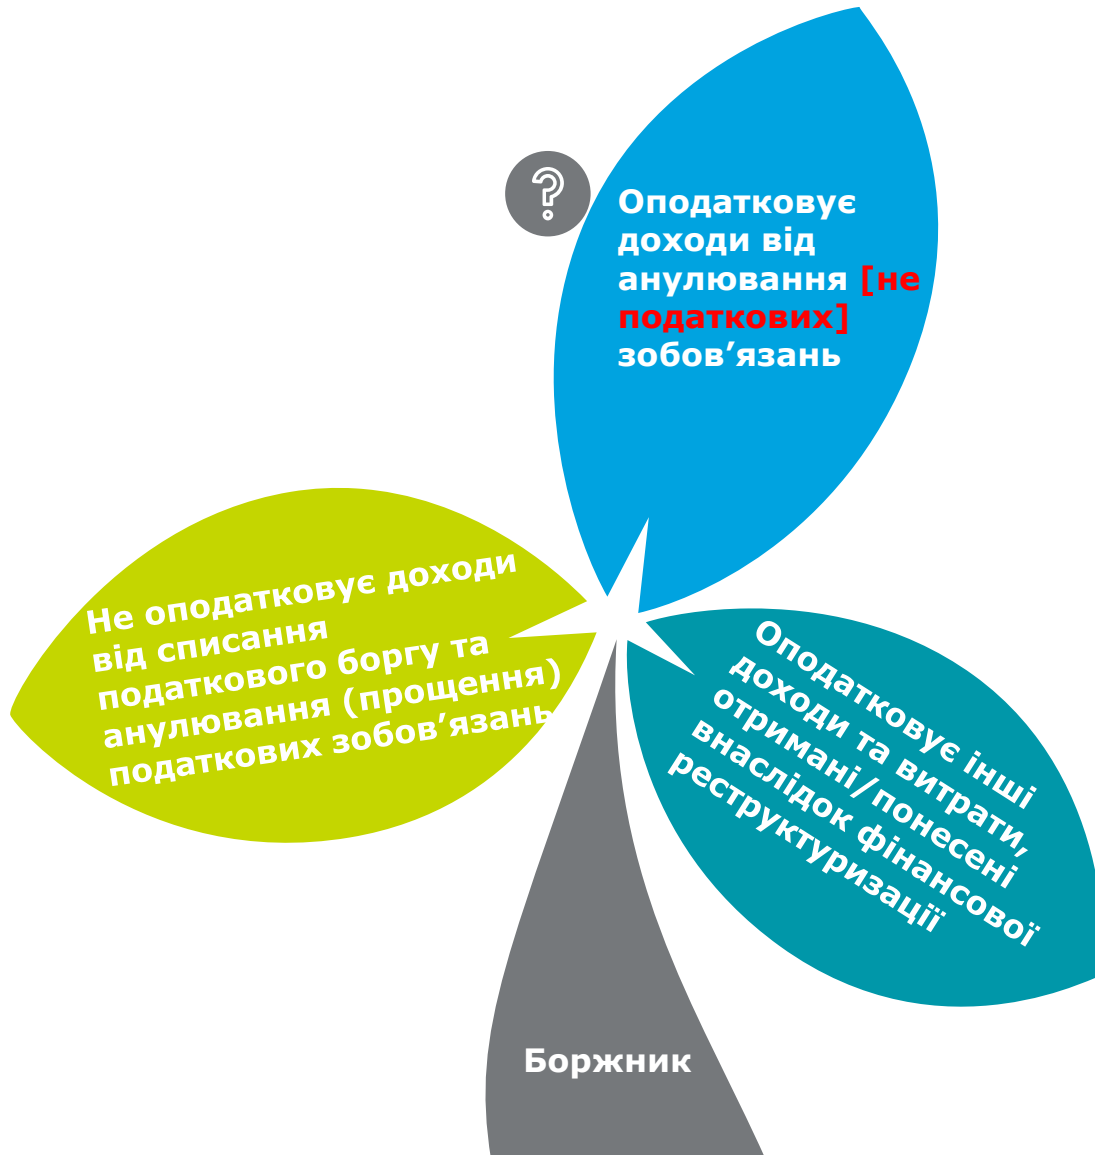 Оподатковує
доходи від
анулювання [не
податкових]
зобов’язань
Не оподатковує доходи
від списання
податкового боргу та
анулювання (прощення)
податкових зобов’язань
Оподатковує інші
доходи та витрати,
отримані/понесені
внаслідок фінансової
реструктуризації
Боржник